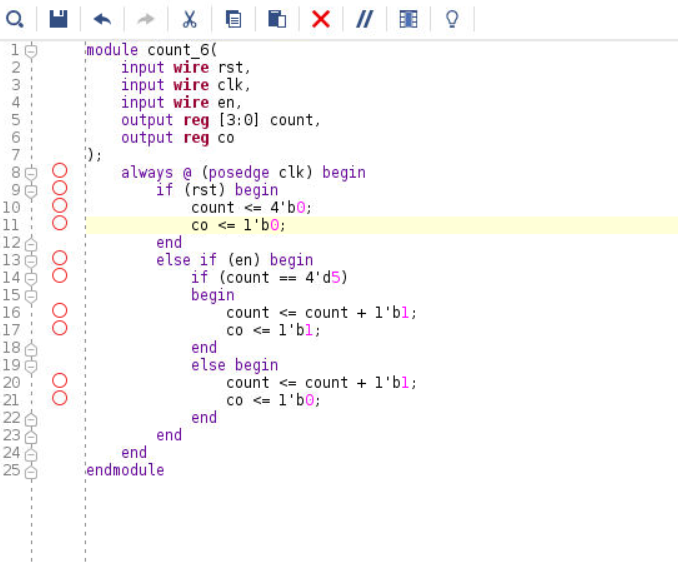 1 module count_6(
2 input wire rst,
3 input wire clk,
4 input wire en,
5 output reg [3:0] count,
6 output reg co
7 );
8 always @ (posedge clk) begin
9 if (rst) begin
10 count <= 4'b0;
11 co <= 1'b0;
12 end
13 else if (en) begin
14 if (count == 4'd5)
15 begin
16 count <= count + 1'b1;
17 co <= 1'b1;
18 end
19 else begin
20 count <= count + 1'b1;
21 co <= 1'b0;
22 end
23 end
24 end
25 endmodule